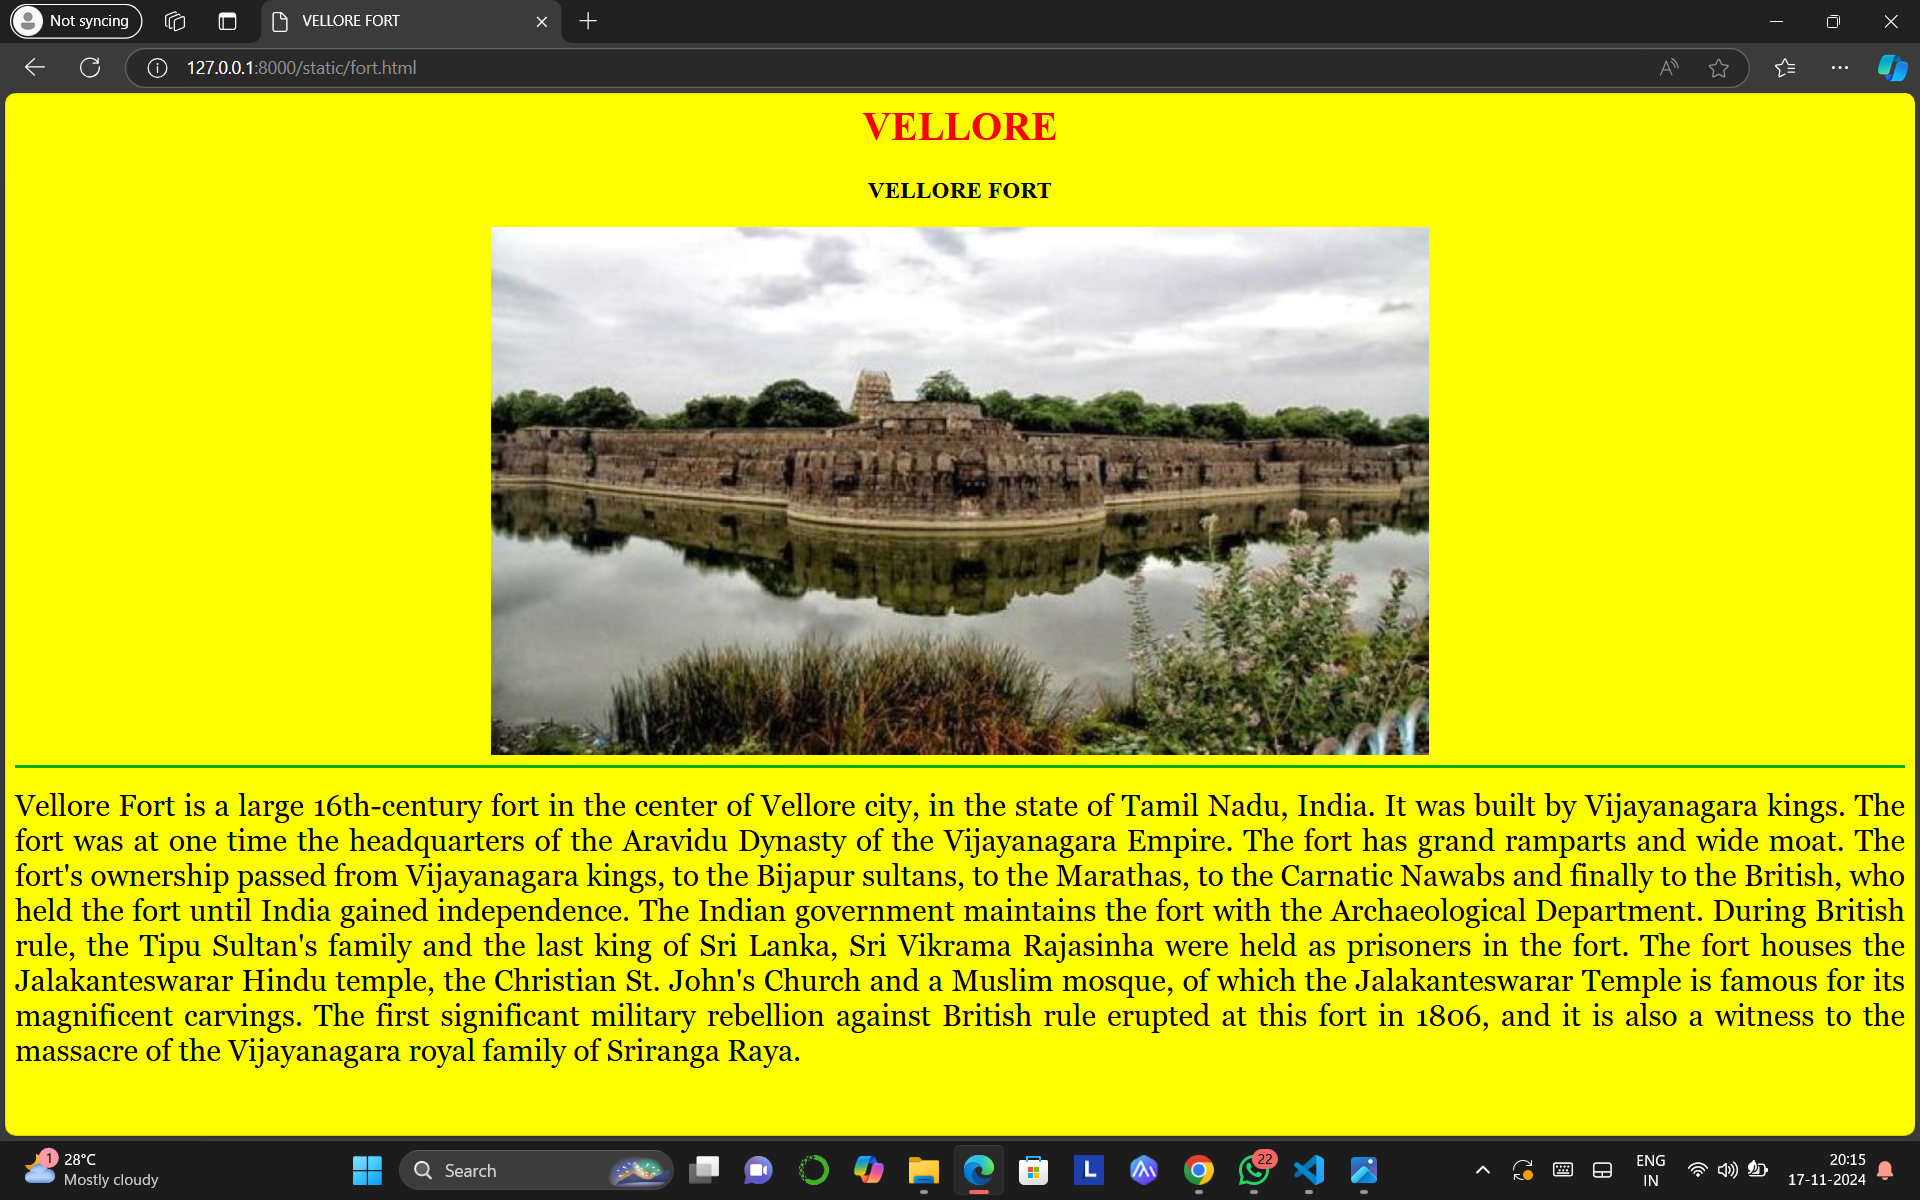 Not syncing
VELLORE FORT
127.0.0.1:8000/static/fort.html
VELLORE
VELLORE FORT
Vellore Fort is a large 16th-century fort in the center of Vellore city, in the state of Tamil Nadu, India. It was built by Vijayanagara kings. The
fort was at one time the headquarters of the Aravidu Dynasty of the Vijayanagara Empire. The fort has grand ramparts and wide moat. The
fort's ownership passed from Vijayanagara kings, to the Bijapur sultans, to the Marathas, to the Carnatic Nawabs and finally to the British, who
held the fort until India gained independence. The Indian government maintains the fort with the Archaeological Department. During British
rule, the Tipu Sultan's family and the last king of Sri Lanka, Sri Vikrama Rajasinha were held as prisoners in the fort. The fort houses the
Jalakanteswarar Hindu temple, the Christian St. John's Church and a Muslim mosque, of which the Jalakanteswarar Temple is famous for its
magnificent carvings. The first significant military rebellion against British rule erupted at this fort in 1806, and it is also a witness to the
massacre of the Vijayanagara royal family of Sriranga Raya.
1
28°C
Mostly cloudy
Search
L
22
ENG
IN
20:15
17-11-2024